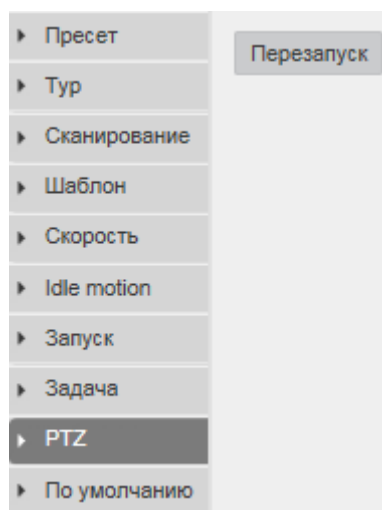 Пресет
Тур
Сканирование
Шаблон
Скорость
Idle motion
Запуск
Задача
PTZ
По умолчанию
Перезапуск